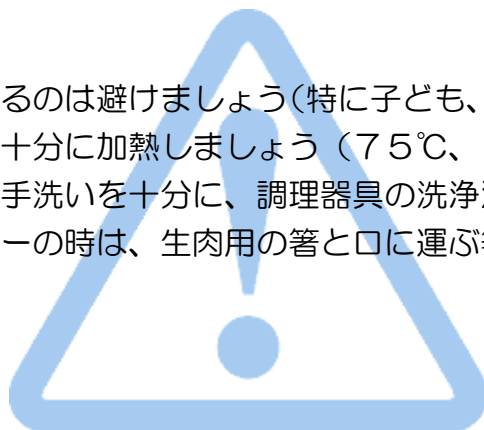 るのは避けましょう（特に子ども、
十分に加熱しましょう（７５℃、
手洗いを十分に、調理器具の洗浄
ーの時は、生肉用の箸と口に運ぶ